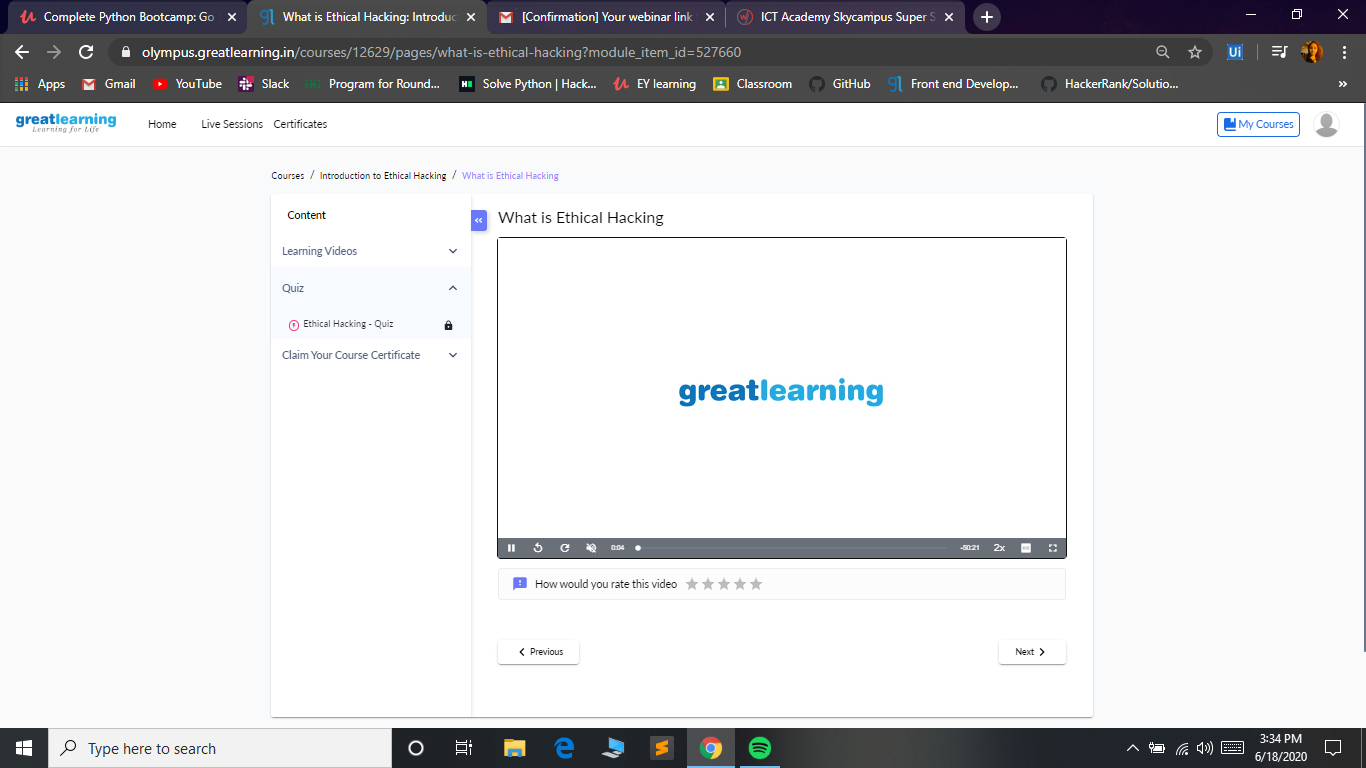 Complete Python Bootcamp: Go
What is Ethical Hacking: Introduc
[Confirmation] Your webinar link
ICT Academy Skycampus Super S
olympus.greatlearning.in/courses/12629/pages/what-is-ethical-hacking?module_item_id=527660
Ui
Apps
Gmail
YouTube
Slack
Program for Round...
Solve Python | Hack...
EY learning
Classroom
GitHub
Front end Develop...
HackerRank/Solutio...
»
greatlearning
Learning for Life
Home
Live Sessions
Certificates
My Courses
Courses / Introduction to Ethical Hacking / What is Ethical Hacking
Content
«
What is Ethical Hacking
Learning Videos
Quiz
Ethical Hacking - Quiz
Claim Your Course Certificate
greatlearning
0:04
-50:21
2x
How would you rate this video
Previous
Next
Type here to search
3:34 PM
6/18/2020